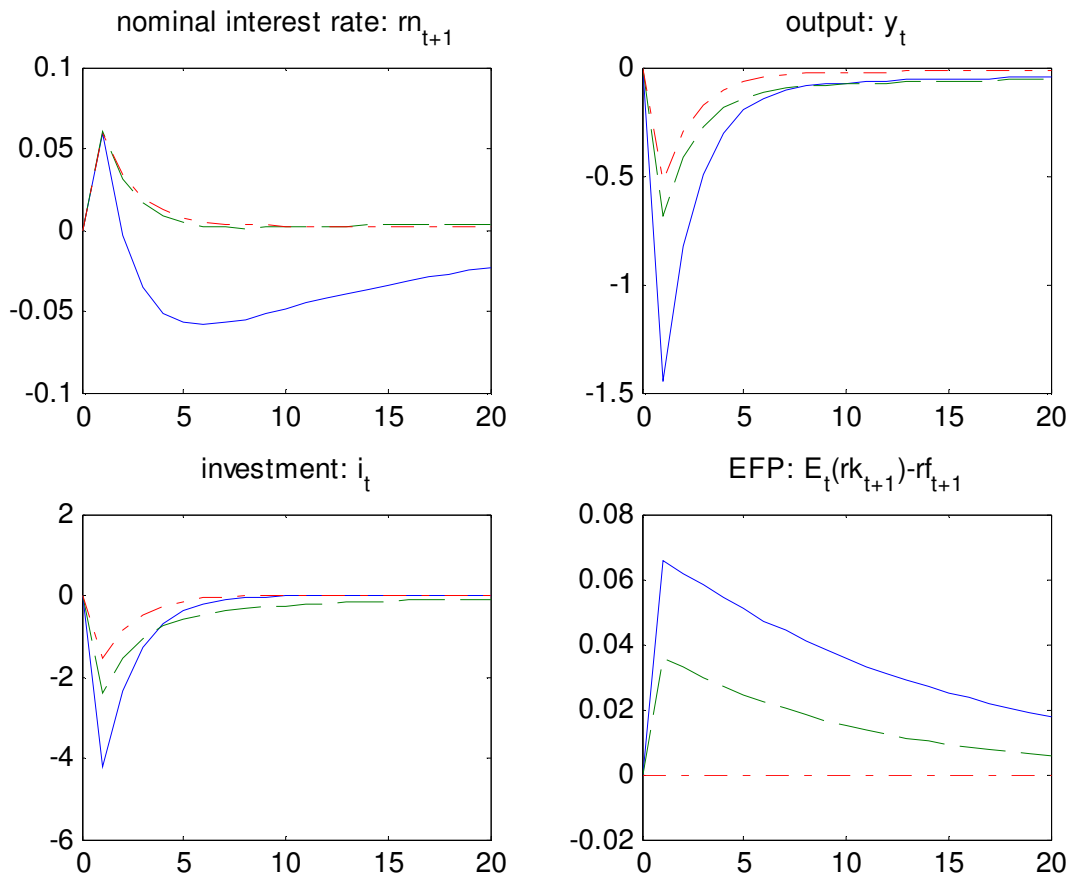 nominal interest rate: rn_{t+1}
0.1
0.05
0
-0.05
-0.1
0 5 10 15 20
output: y_t
0
-0.5
-1
-1.5
0 5 10 15 20
investment: i_t
2
0
-2
-4
-6
0 5 10 15 20
EFP: E_t(rk_{t+1})-rf_{t+1}
0.08
0.06
0.04
0.02
0
-0.02
0 5 10 15 20